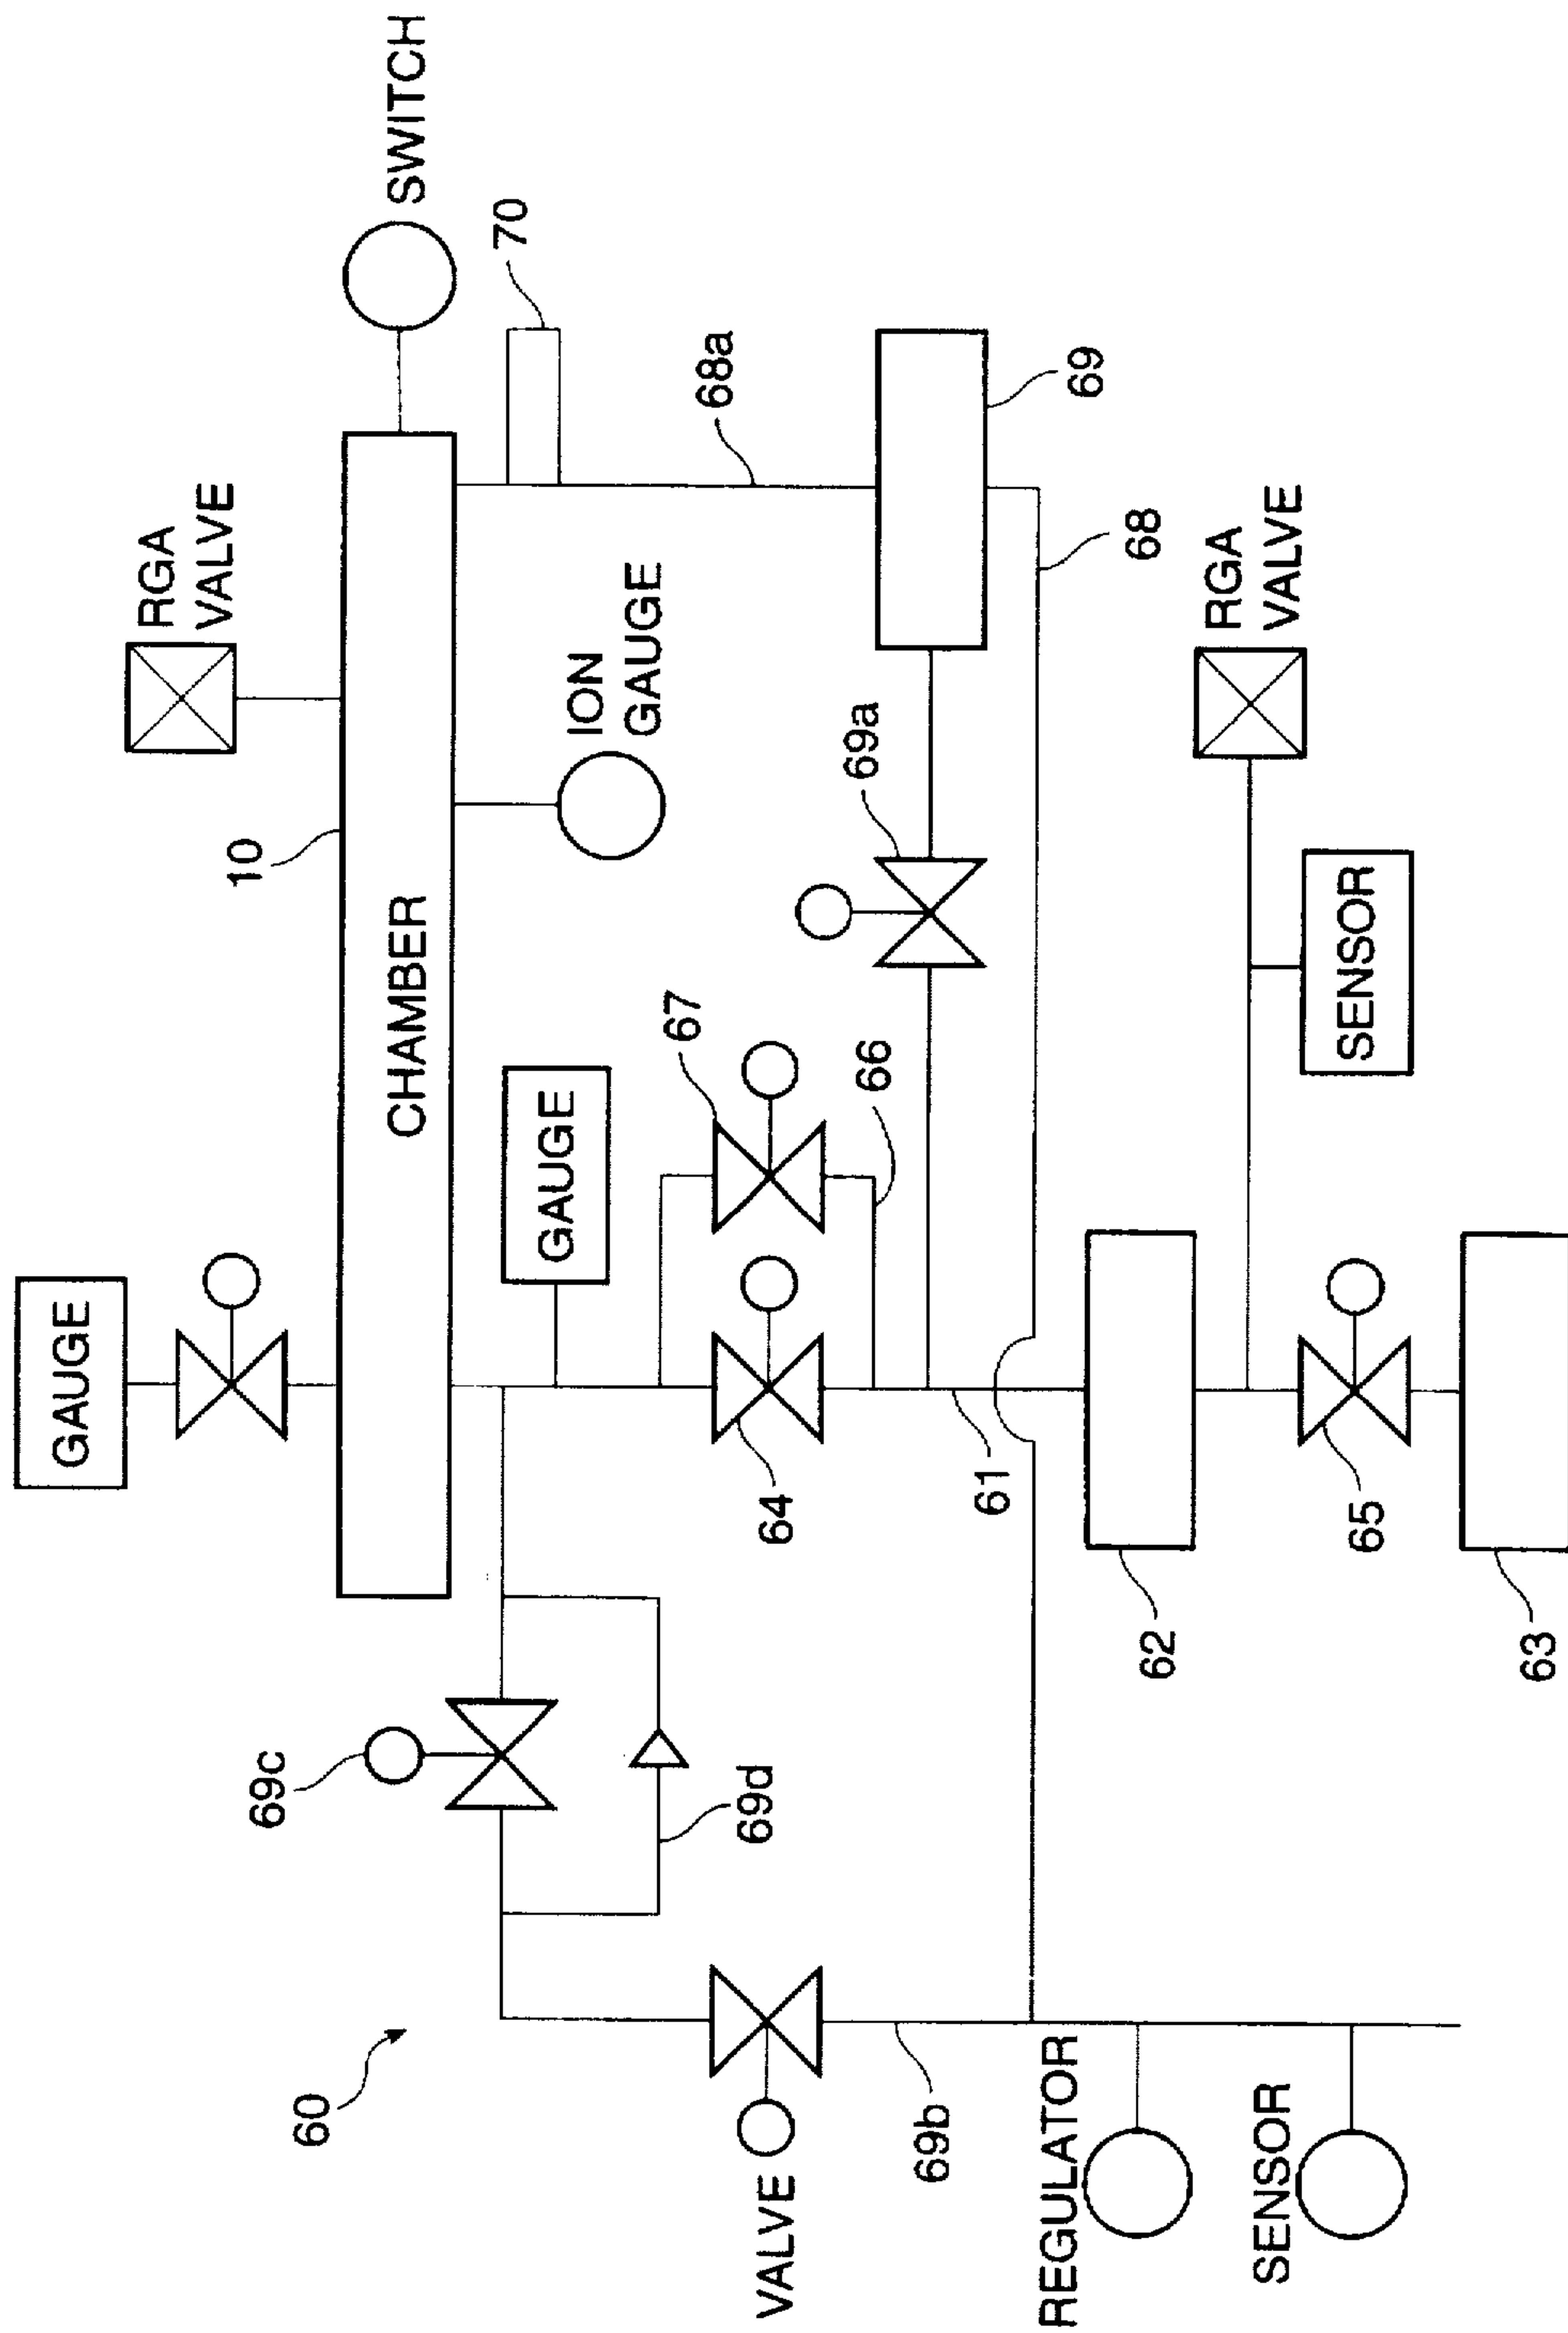 SWITCH
70
RGA
VALVE
68a
69
10
ION
GAUGE
68
RGA
VALVE
69a
CHAMBER
67
GAUGE
66
SENSOR
GAUGE
64
61
65
62
63
69c
69d
60
VALVE
69b
REGULATOR
SENSOR